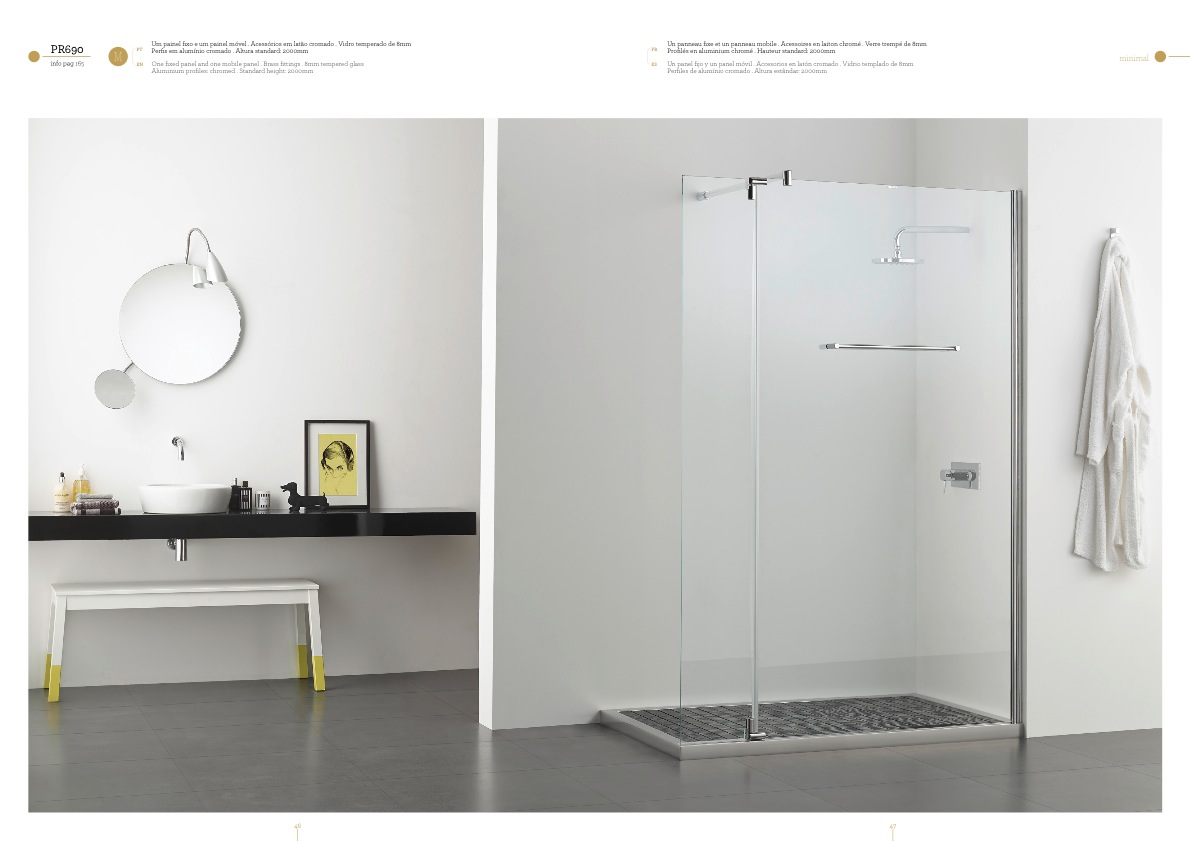 PR690
info pag 165
M
PT
Um painel fixo e um painel móvel . Acessórios em latão cromado . Vidro temperado de 8mm
Perfis em alumínio cromado . Altura standard: 2000mm
EN
One fixed panel and one mobile panel . Brass fittings . 8mm tempered glass
Aluminium profiles: chromed . Standard height: 2000mm
FR
Un panneau fixe et un panneau mobile . Acessoires en laiton chromé . Verre trempé de 8mm
Profilés en aluminium chromé . Hauteur standard: 2000mm
ES
Un panel fijo y un panel móvil . Accesorios en latón cromado . Vidrio templado de 8mm
Perfiles de aluminio cromado . Altura estándar: 2000mm
minimal
46
47